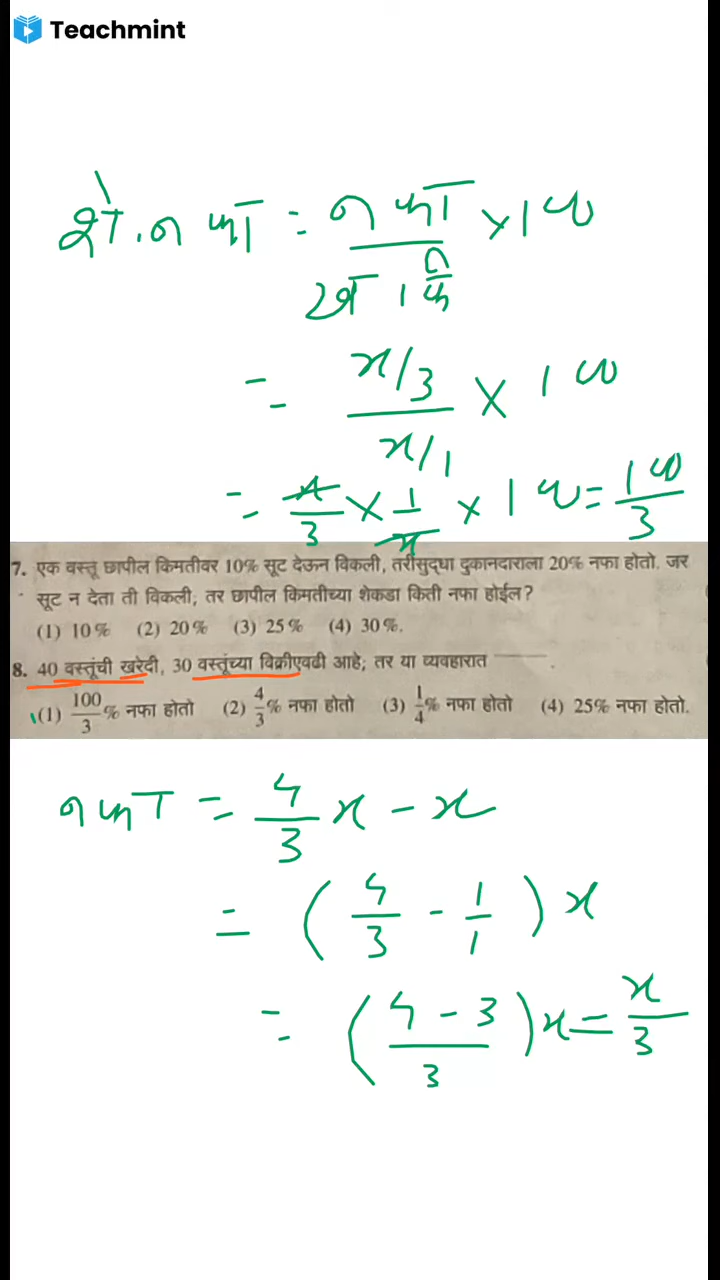 Teachmint
शे. नफा = नफा/ख. किं × 100
= x/3 / x/1 × 100
= x/3 × 1/x × 100 = 100/3
7. एक वस्तू छापील किमतीवर 10% सूट देऊन विकली, तरीसुद्धा दुकानदाराला 20% नफा होतो. जर
सूट न देता ती विकली, तर छापील किमतीच्या शेकडा किती नफा होईल?
(1) 10% (2) 20% (3) 25% (4) 30%.
8. 40 वस्तूंची खरेदी, 30 वस्तूंच्या विक्रीएवढी आहे; तर या व्यवहारात ______.
(1) 100/3 % नफा होतो (2) 4/3 % नफा होतो (3) 1/4 % नफा होतो (4) 25% नफा होतो.
नफा = 4/3 x - x
= ( 4/3 - 1/1 ) x
= ( 4 - 3 / 3 ) x = x/3